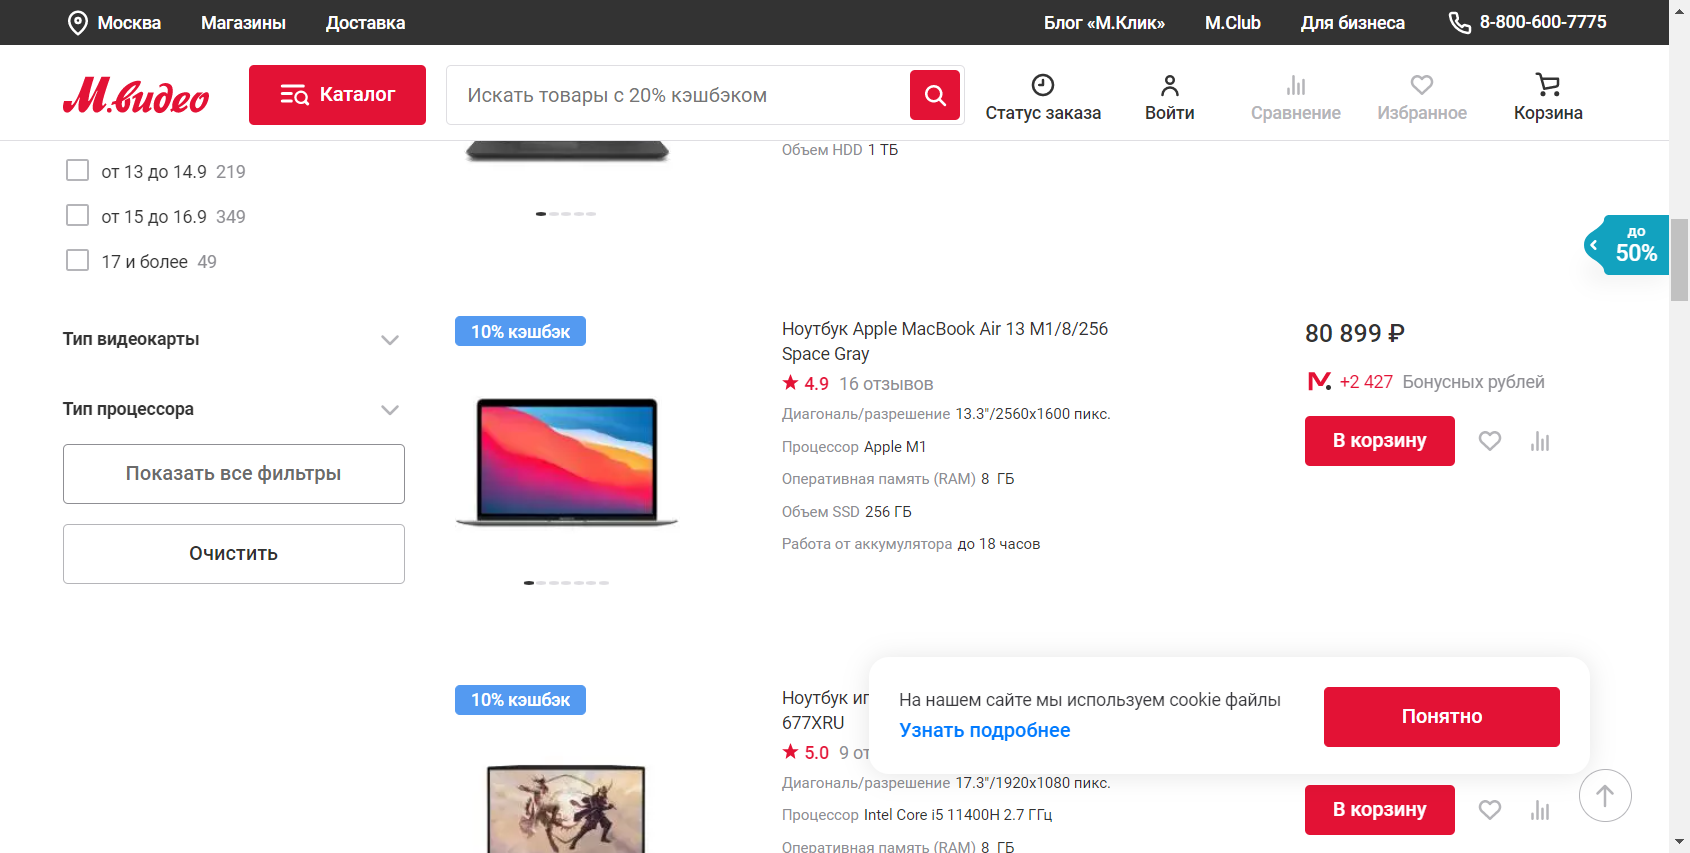 Москва Магазины Доставка Блог «М.Клик» M.Club Для бизнеса 8-800-600-7775
М.видео Каталог Искать товары с 20% кэшбэком Статус заказа Войти Сравнение Избранное Корзина
Объем HDD 1 ТБ
от 13 до 14.9 219
от 15 до 16.9 349
17 и более 49
до
50%
Тип видеокарты
Тип процессора
Показать все фильтры
Очистить
10% кэшбэк
Ноутбук Apple MacBook Air 13 M1/8/256
Space Gray
4.9 16 отзывов
Диагональ/разрешение 13.3"/2560x1600 пикс.
Процессор Apple M1
Оперативная память (RAM) 8 ГБ
Объем SSD 256 ГБ
Работа от аккумулятора до 18 часов
80 899 ₽
+2 427 Бонусных рублей
В корзину
10% кэшбэк
Ноутбук
677XRU
5.0 9
Диагональ/разрешение 17.3"/1920x1080 пикс.
Процессор Intel Core i5 11400H 2.7 ГГц
Оперативная память (RAM) 8 ГБ
В корзину
На нашем сайте мы используем cookie файлы
Узнать подробнее
Понятно